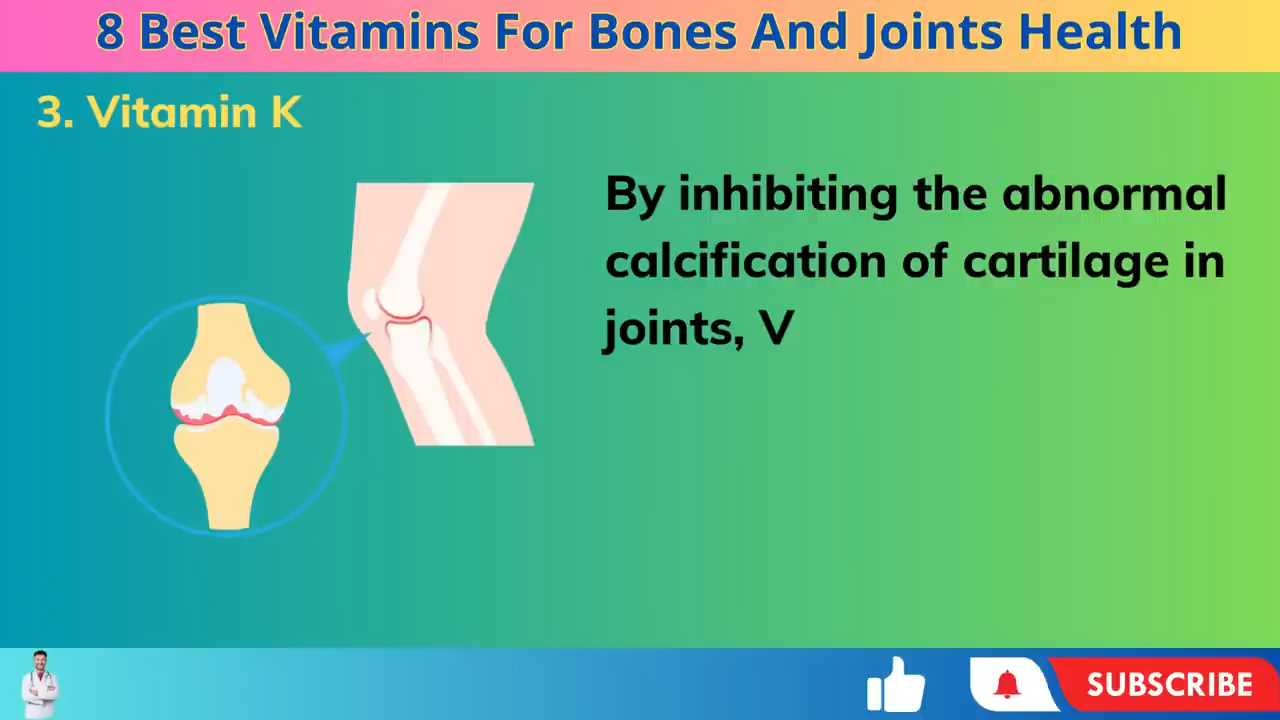 8 Best Vitamins For Bones And Joints Health
3. Vitamin K
By inhibiting the abnormal
calcification of cartilage in
joints, V
SUBSCRIBE